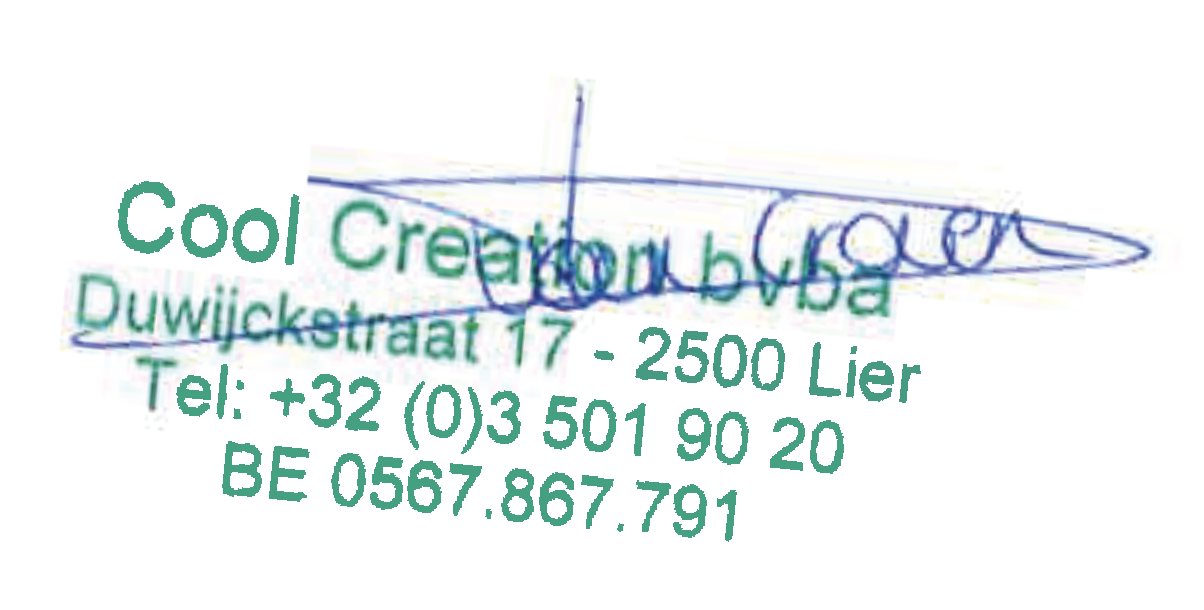 Cool Creation bvba
Duwijckstraat 17 - 2500 Lier
Tel: +32 (0)3 501 90 20
BE 0567.867.791